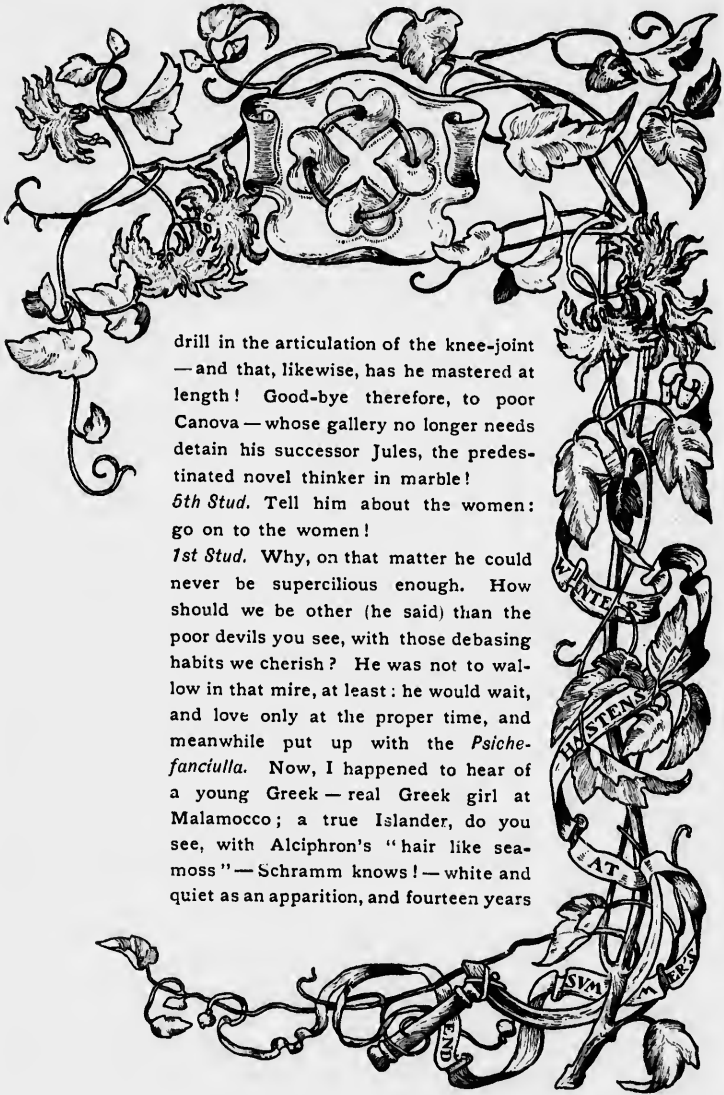 drill in the articulation of the knee-joint
— and that, likewise, has he mastered at
length! Good-bye therefore, to poor
Canova — whose gallery no longer needs
detain his successor Jules, the predes-
tinated novel thinker in marble!
5th Stud. Tell him about the women:
go on to the women!
1st Stud. Why, on that matter he could
never be supercilious enough. How
should we be other (he said) than the
poor devils you see, with those debasing
habits we cherish? He was not to wal-
low in that mire, at least: he would wait,
and love only at the proper time, and
meanwhile put up with the Psiche-
fanciulla. Now, I happened to hear of
a young Greek — real Greek girl at
Malamocco; a true Islander, do you
see, with Alciphron's "hair like sea-
moss" — Schramm knows! — white and
quiet as an apparition, and fourteen years
WINTER
HASTENS
AT
SVMMER'S
END